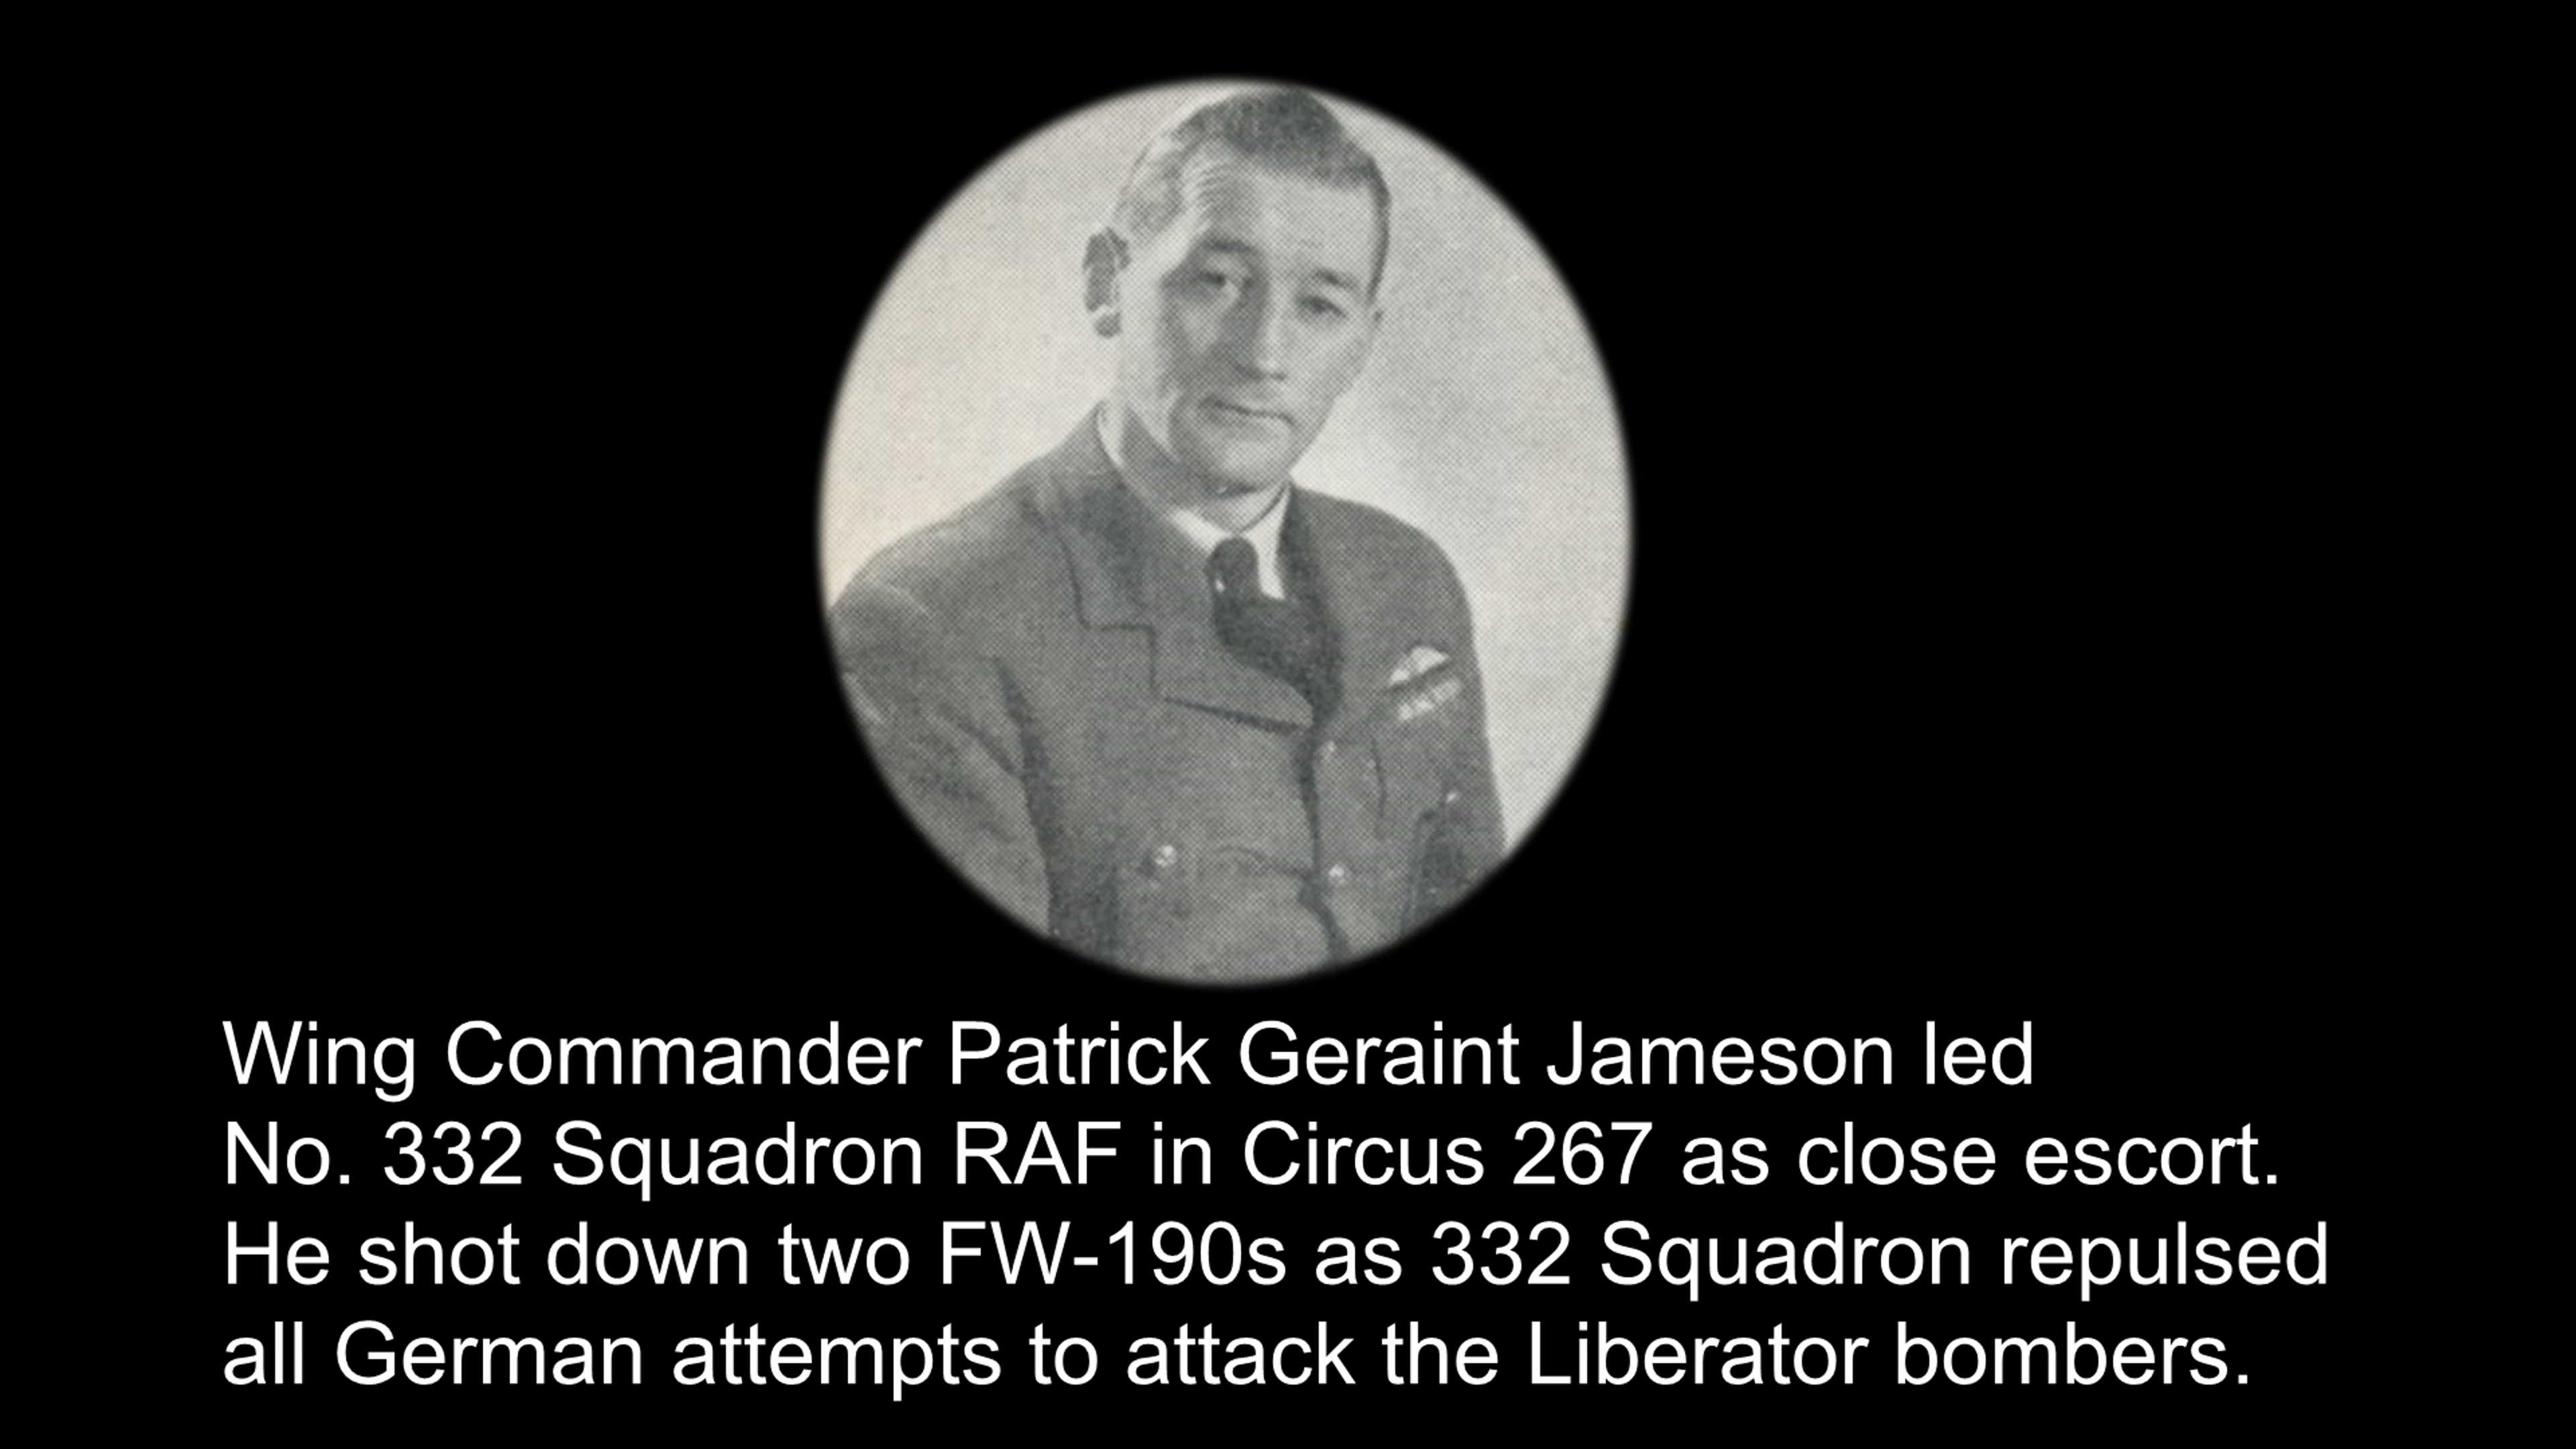 Wing Commander Patrick Geraint Jameson led
No. 332 Squadron RAF in Circus 267 as close escort.
He shot down two FW-190s as 332 Squadron repulsed
all German attempts to attack the Liberator bombers.